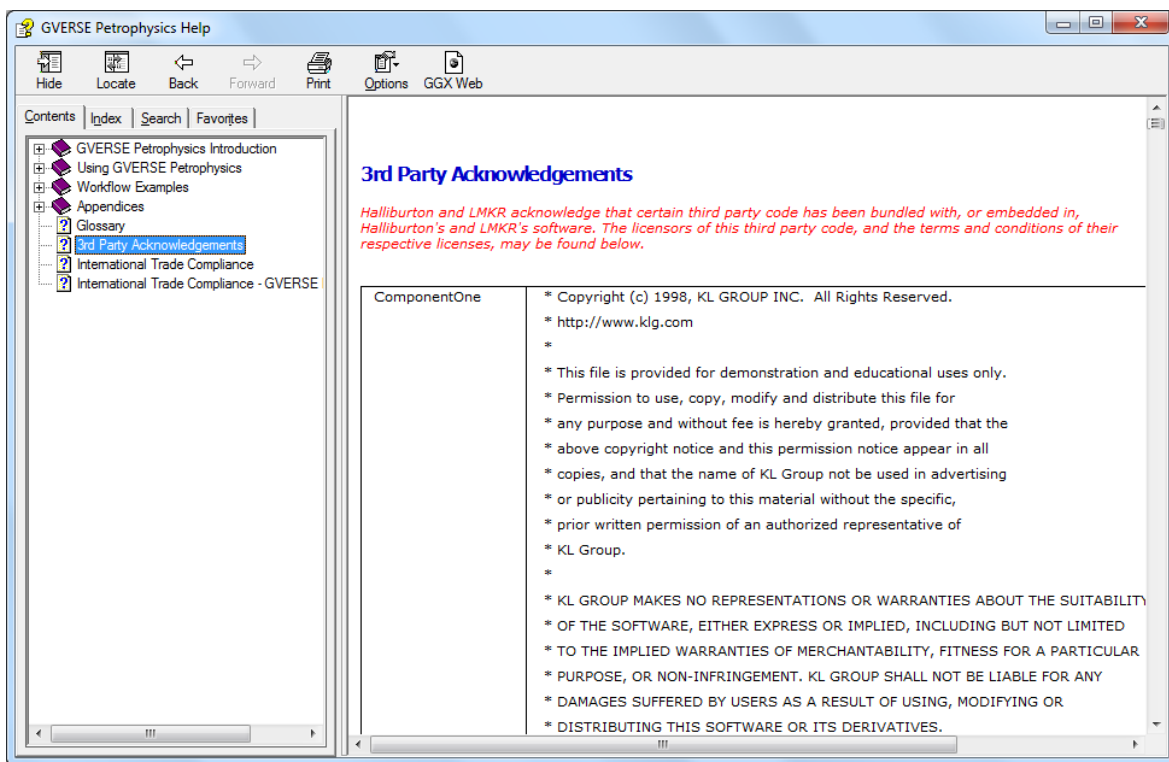 GVERSE Petrophysics Help
Hide Locate Back Forward Print Options GGX Web
Contents Index Search Favorites
GVERSE Petrophysics Introduction
Using GVERSE Petrophysics
Workflow Examples
Appendices
Glossary
3rd Party Acknowledgements
International Trade Compliance
International Trade Compliance - GVERSE
3rd Party Acknowledgements
Halliburton and LMKR acknowledge that certain third party code has been bundled with, or embedded in,
Halliburton's and LMKR's software. The licensors of this third party code, and the terms and conditions of their
respective licenses, may be found below.
ComponentOne
* Copyright (c) 1998, KL GROUP INC.  All Rights Reserved.
* http://www.klg.com
*
* This file is provided for demonstration and educational uses only.
* Permission to use, copy, modify and distribute this file for
* any purpose and without fee is hereby granted, provided that the
* above copyright notice and this permission notice appear in all
* copies, and that the name of KL Group not be used in advertising
* or publicity pertaining to this material without the specific,
* prior written permission of an authorized representative of
* KL Group.
*
* KL GROUP MAKES NO REPRESENTATIONS OR WARRANTIES ABOUT THE SUITABILITY
* OF THE SOFTWARE, EITHER EXPRESS OR IMPLIED, INCLUDING BUT NOT LIMITED
* TO THE IMPLIED WARRANTIES OF MERCHANTABILITY, FITNESS FOR A PARTICULAR
* PURPOSE, OR NON-INFRINGEMENT. KL GROUP SHALL NOT BE LIABLE FOR ANY
* DAMAGES SUFFERED BY USERS AS A RESULT OF USING, MODIFYING OR
* DISTRIBUTING THIS SOFTWARE OR ITS DERIVATIVES.